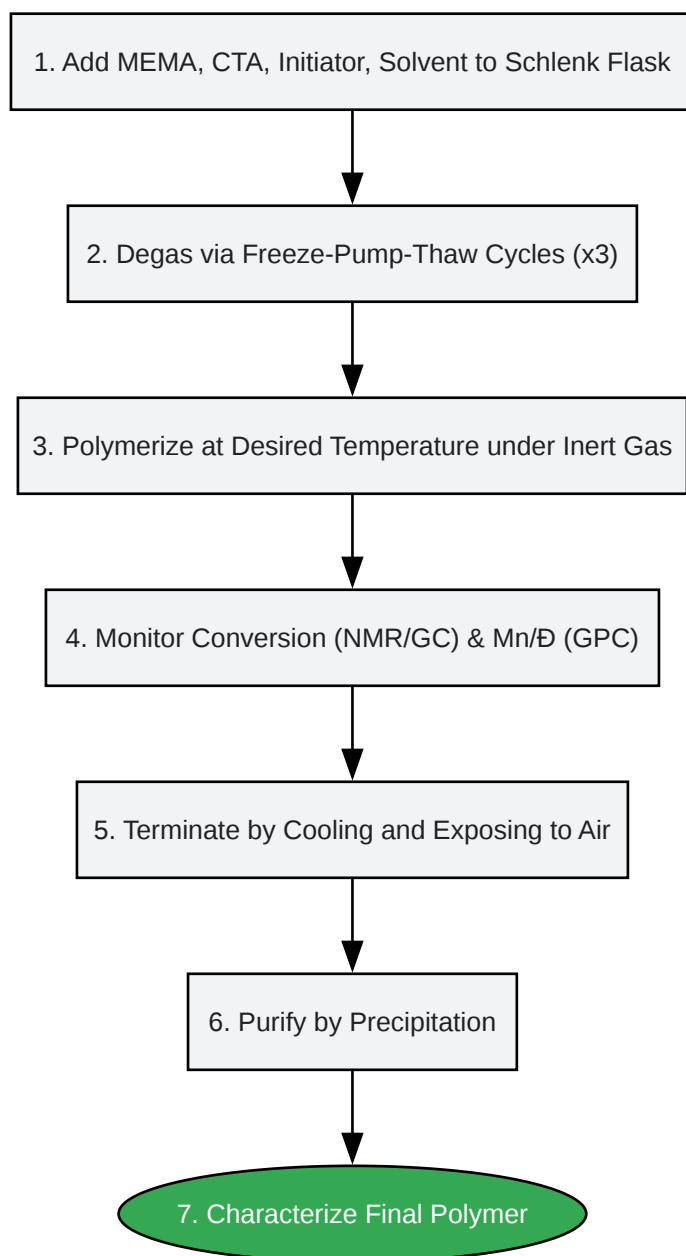 1. Add MEMA, CTA, Initiator, Solvent to Schlenk Flask
2. Degas via Freeze-Pump-Thaw Cycles (x3)
3. Polymerize at Desired Temperature under Inert Gas
4. Monitor Conversion (NMR/GC) & Mn/Đ (GPC)
5. Terminate by Cooling and Exposing to Air
6. Purify by Precipitation
7. Characterize Final Polymer